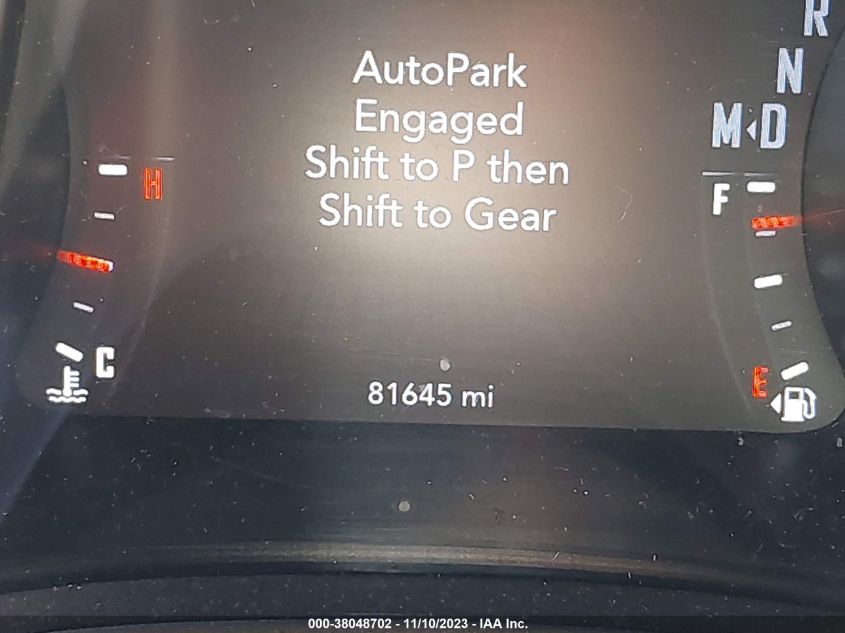 R
N
M◂D
AutoPark
Engaged
Shift to P then
Shift to Gear
H
F
C
E
81645 mi
000-38048702 - 11/10/2023 - IAA Inc.